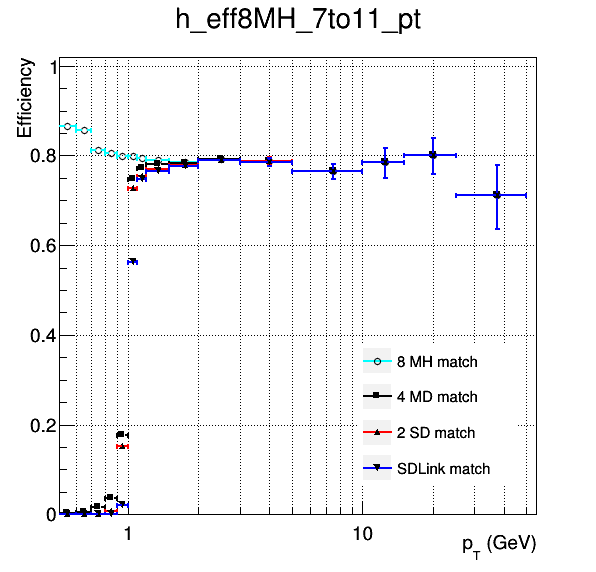 h_eff8MH_7to11_pt
Efficiency
1
0.8
0.6
0.4
0.2
0
8 MH match
4 MD match
2 SD match
SDLink match
1
10
p_T (GeV)